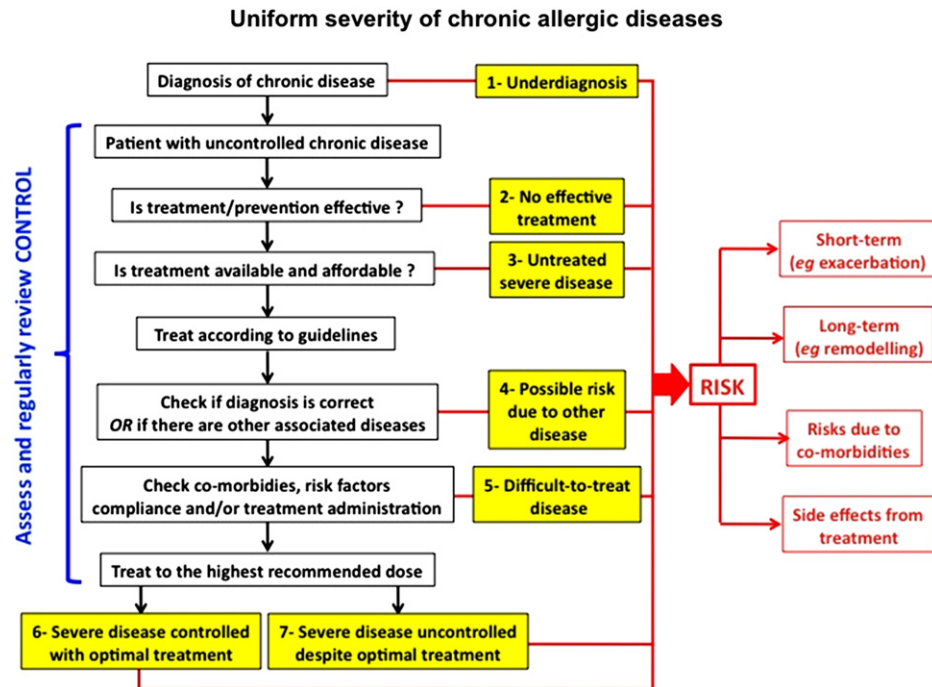 Uniform severity of chronic allergic diseases
Diagnosis of chronic disease
1- Underdiagnosis
Patient with uncontrolled chronic disease
Is treatment/prevention effective ?
2- No effective
treatment
Is treatment available and affordable ?
3- Untreated
severe disease
Treat according to guidelines
Check if diagnosis is correct
OR if there are other associated diseases
4- Possible risk
due to other
disease
Check co-morbidies, risk factors
compliance and/or treatment administration
5- Difficult-to-treat
disease
Treat to the highest recommended dose
6- Severe disease controlled
with optimal treatment
7- Severe disease uncontrolled
despite optimal treatment
Assess and regularly review CONTROL
RISK
Short-term
(eg exacerbation)
Long-term
(eg remodelling)
Risks due to
co-morbidities
Side effects from
treatment